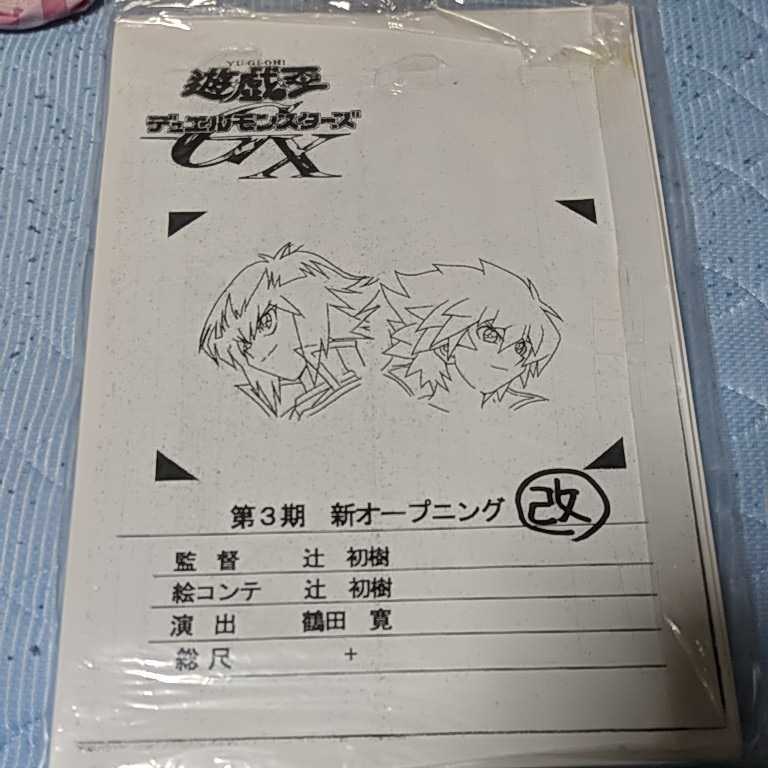 YU-GI-OH!
遊戯王
デュエルモンスターズ
GX
第3期 新オープニング 改
監督 辻 初樹
絵コンテ 辻 初樹
演出 鶴田 寛
総尺 +